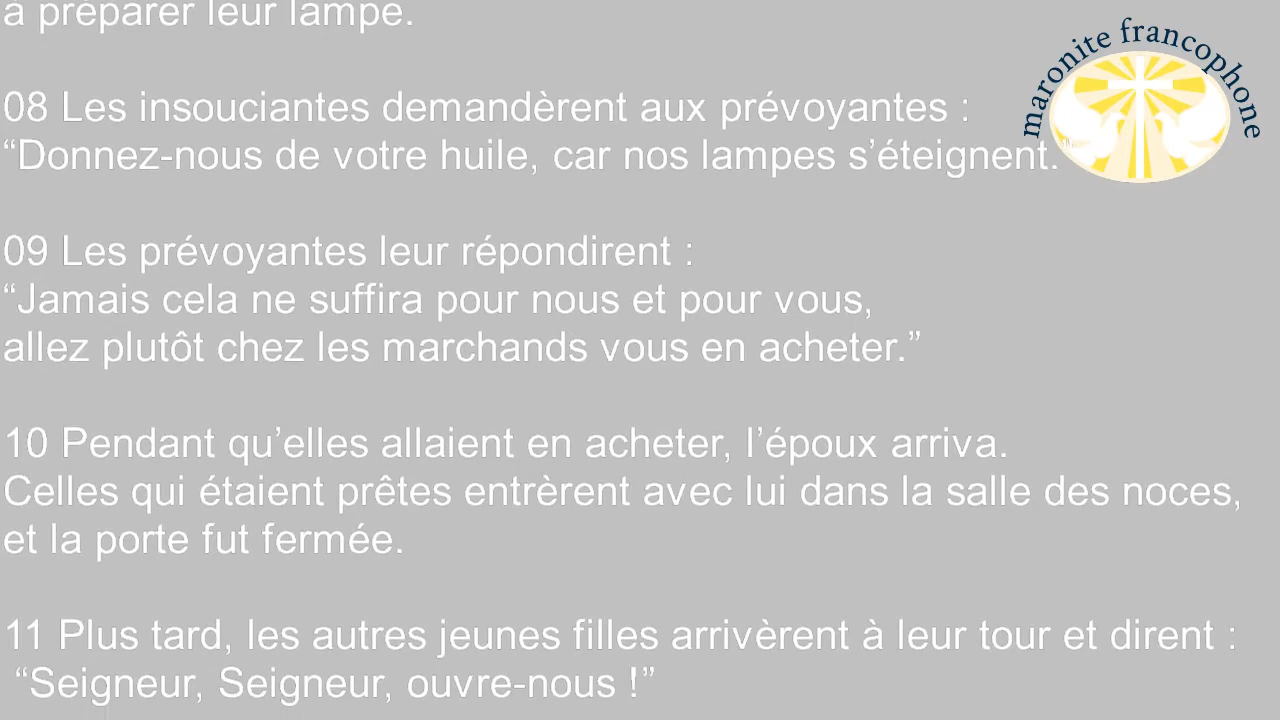 à préparer leur lampe.
maronite francophone
08 Les insouciantes demandèrent aux prévoyantes :
“Donnez-nous de votre huile, car nos lampes s’éteignent.”
09 Les prévoyantes leur répondirent :
“Jamais cela ne suffira pour nous et pour vous,
allez plutôt chez les marchands vous en acheter.”
10 Pendant qu’elles allaient en acheter, l’époux arriva.
Celles qui étaient prêtes entrèrent avec lui dans la salle des noces,
et la porte fut fermée.
11 Plus tard, les autres jeunes filles arrivèrent à leur tour et dirent :
“Seigneur, Seigneur, ouvre-nous !”